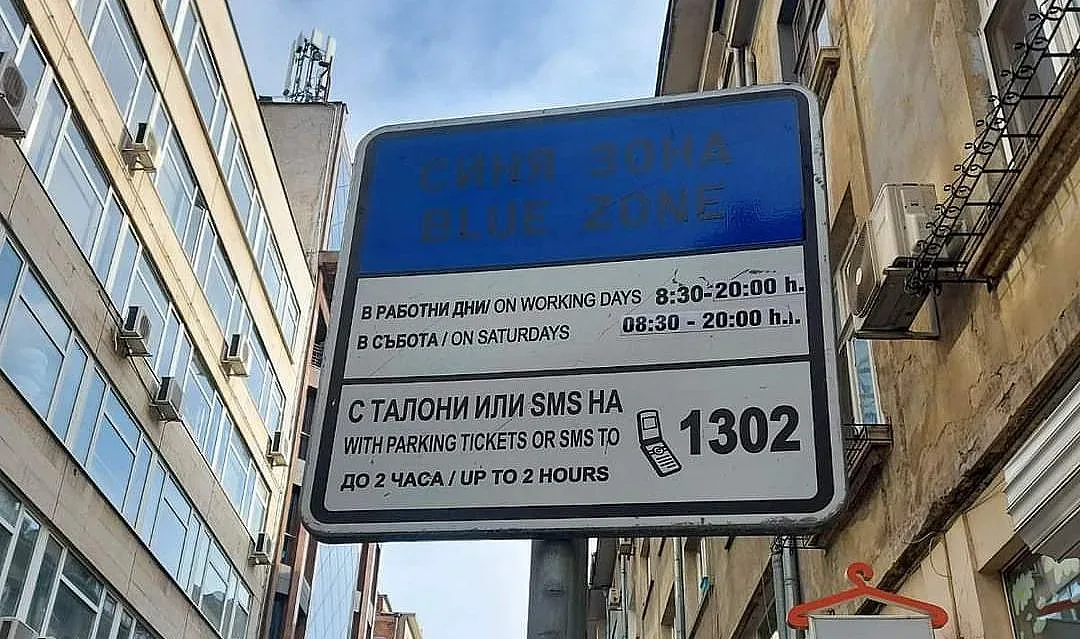 СИНЯ ЗОНА
BLUE ZONE
В РАБОТНИ ДНИ/ ON WORKING DAYS 8:30-20:00 h.
В СЪБОТА / ON SATURDAYS 08:30 - 20:00 h.
С ТАЛОНИ ИЛИ SMS НА
WITH PARKING TICKETS OR SMS TO 1302
ДО 2 ЧАСА / UP TO 2 HOURS